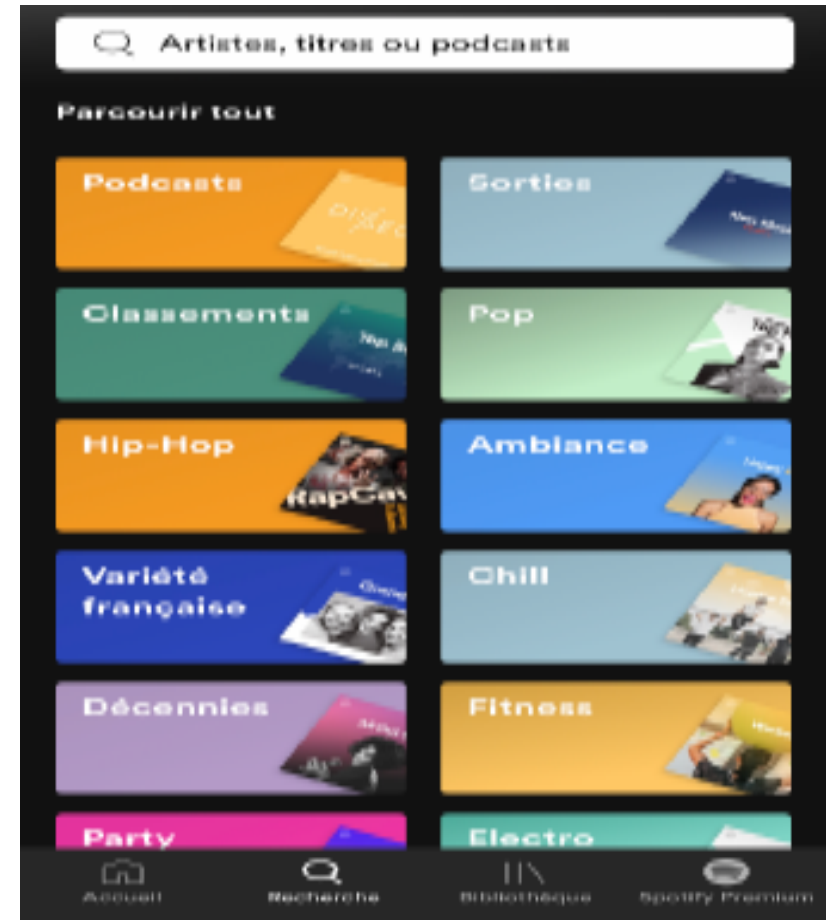 Artistes, titres ou podcasts
Parcourir tout
Podcasts
Sorties
Classements
Pop
Hip-Hop
RapCav
Ambiance
Variété
française
Chill
Décennies
Fitness
Party
Electro
Accueil
Recherche
Bibliothèque
Spotify Premium